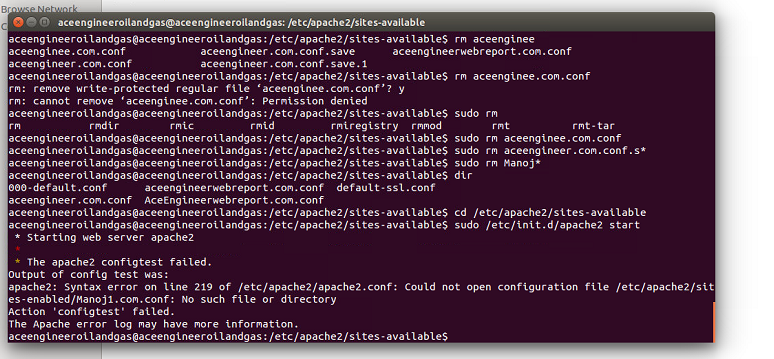 Browse Network
aceengineeroilandgas@aceengineeroilandgas: /etc/apache2/sites-available
aceengineeroilandgas@aceengineeroilandgas:/etc/apache2/sites-available$ rm aceenginee
aceenginee.com.conf aceengineer.com.conf.save aceengineerwebreport.com.conf
aceengineer.com.conf aceengineer.com.conf.save.1
aceengineeroilandgas@aceengineeroilandgas:/etc/apache2/sites-available$ rm aceenginee.com.conf
rm: remove write-protected regular file ‘aceenginee.com.conf’? y
rm: cannot remove ‘aceenginee.com.conf’: Permission denied
aceengineeroilandgas@aceengineeroilandgas:/etc/apache2/sites-available$ sudo rm
rm rmdir rmic rmid rmiregistry rmmod rmt rmt-tar
aceengineeroilandgas@aceengineeroilandgas:/etc/apache2/sites-available$ sudo rm aceenginee.com.conf
aceengineeroilandgas@aceengineeroilandgas:/etc/apache2/sites-available$ sudo rm aceengineer.com.conf.s*
aceengineeroilandgas@aceengineeroilandgas:/etc/apache2/sites-available$ sudo rm Manoj*
aceengineeroilandgas@aceengineeroilandgas:/etc/apache2/sites-available$ dir
000-default.conf aceengineerwebreport.com.conf default-ssl.conf
aceengineer.com.conf AceEngineerwebreport.com.conf
aceengineeroilandgas@aceengineeroilandgas:/etc/apache2/sites-available$ cd /etc/apache2/sites-available
aceengineeroilandgas@aceengineeroilandgas:/etc/apache2/sites-available$ sudo /etc/init.d/apache2 start
* Starting web server apache2
*
* The apache2 configtest failed.
Output of config test was:
apache2: Syntax error on line 219 of /etc/apache2/apache2.conf: Could not open configuration file /etc/apache2/sit
es-enabled/Manoj1.com.conf: No such file or directory
Action 'configtest' failed.
The Apache error log may have more information.
aceengineeroilandgas@aceengineeroilandgas:/etc/apache2/sites-available$